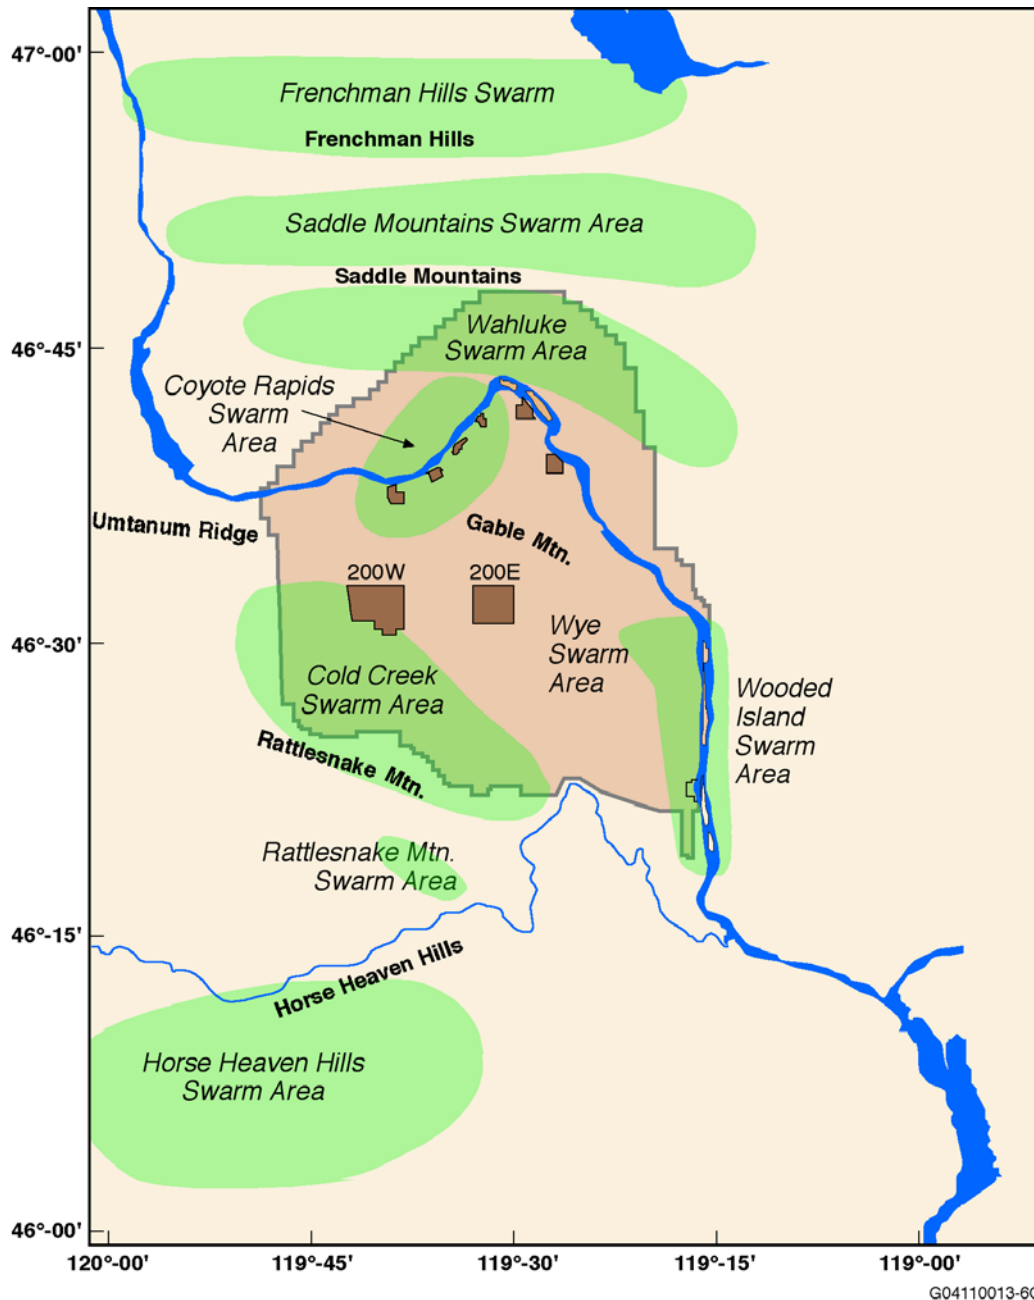 47°-00'
Frenchman Hills Swarm
Frenchman Hills
Saddle Mountains Swarm Area
Saddle Mountains
46°-45'
Wahluke
Swarm Area
Coyote Rapids
Swarm
Area
Umtanum Ridge
Gable Mtn.
200W
200E
46°-30'
Wye
Swarm
Area
Cold Creek
Swarm Area
Wooded
Island
Swarm
Area
Rattlesnake Mtn.
Rattlesnake Mtn.
Swarm Area
46°-15'
Horse Heaven Hills
Horse Heaven Hills
Swarm Area
46°-00'
120°-00'
119°-45'
119°-30'
119°-15'
119°-00'